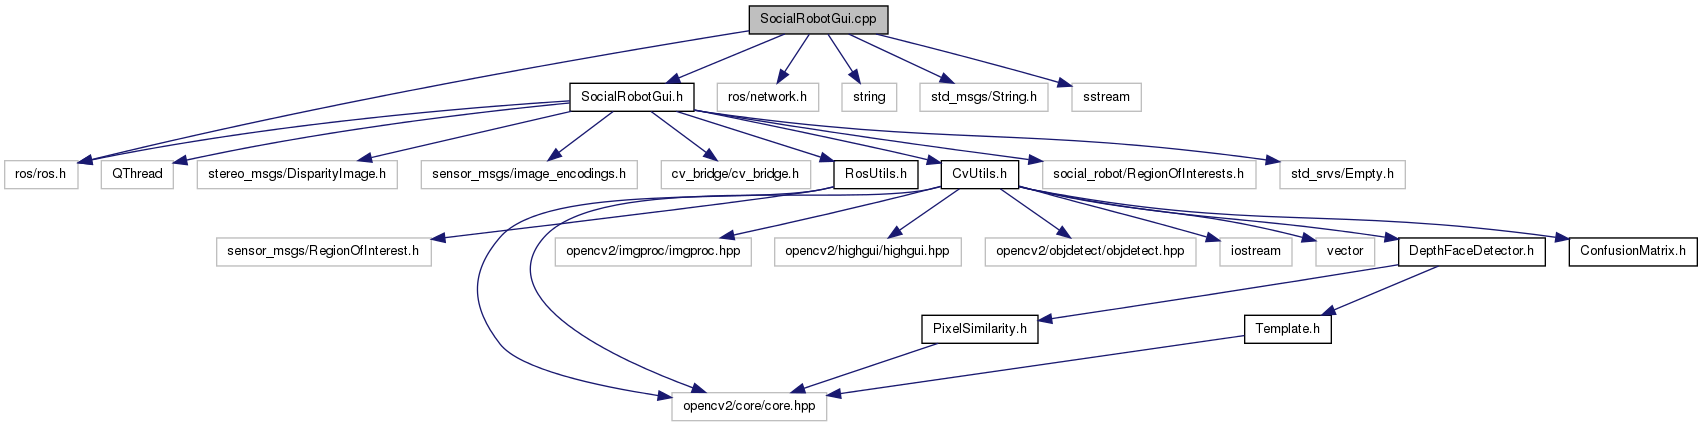 SocialRobotGui.cpp
SocialRobotGui.h
ros/network.h
string
std_msgs/String.h
sstream
ros/ros.h
QThread
stereo_msgs/DisparityImage.h
sensor_msgs/image_encodings.h
cv_bridge/cv_bridge.h
RosUtils.h
CvUtils.h
social_robot/RegionOfInterests.h
std_srvs/Empty.h
sensor_msgs/RegionOfInterest.h
opencv2/imgproc/imgproc.hpp
opencv2/highgui/highgui.hpp
opencv2/objdetect/objdetect.hpp
iostream
vector
DepthFaceDetector.h
ConfusionMatrix.h
PixelSimilarity.h
Template.h
opencv2/core/core.hpp